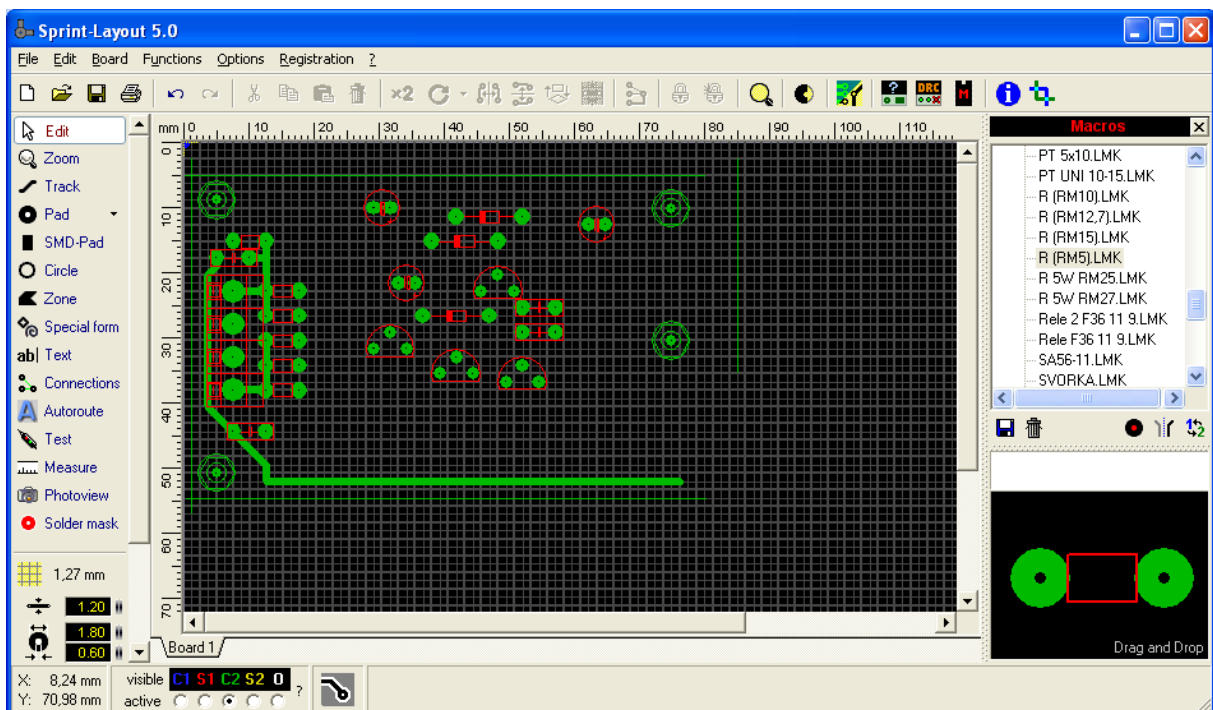 Sprint-Layout 5.0
File Edit Board Functions Options Registration ?
×2 ? DRC M i
Edit
Zoom
Track
Pad
SMD-Pad
Circle
Zone
Special form
ab| Text
Connections
A Autoroute
Test
Measure
Photoview
Solder mask
1,27 mm
1.20
1.80
0.60
mm 0 10 20 30 40 50 60 70 80 90 100 110
0
10
20
30
40
50
60
70
Board 1
Macros
PT 5x10.LMK
PT UNI 10-15.LMK
R (RM10).LMK
R (RM12,7).LMK
R (RM15).LMK
R (RM5).LMK
R 5W RM25.LMK
R 5W RM27.LMK
Rele 2 F36 11 9.LMK
Rele F36 11 9.LMK
SA56-11.LMK
SVORKA.LMK
1 2
Drag and Drop
X: 8,24 mm visible C1 S1 C2 S2 O ?
Y: 70,98 mm active